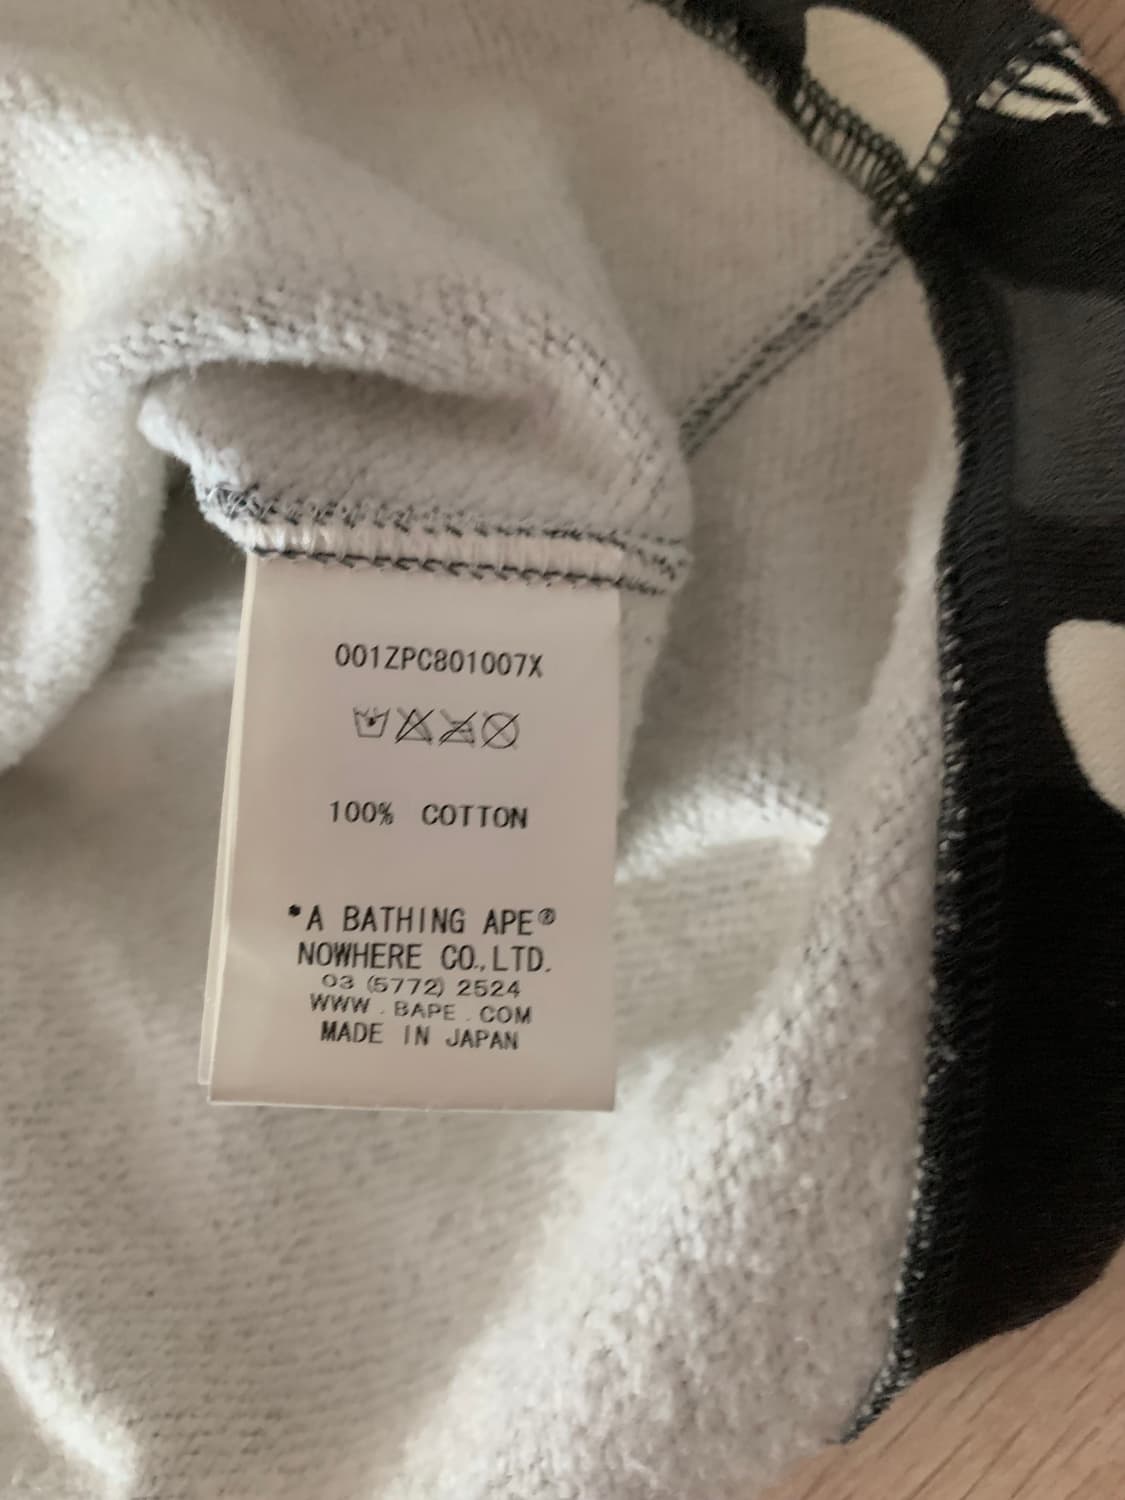 001ZPC801007X
100% COTTON
*A BATHING APE®
NOWHERE CO.,LTD.
03 (5772) 2524
WWW . BAPE . COM
MADE IN JAPAN